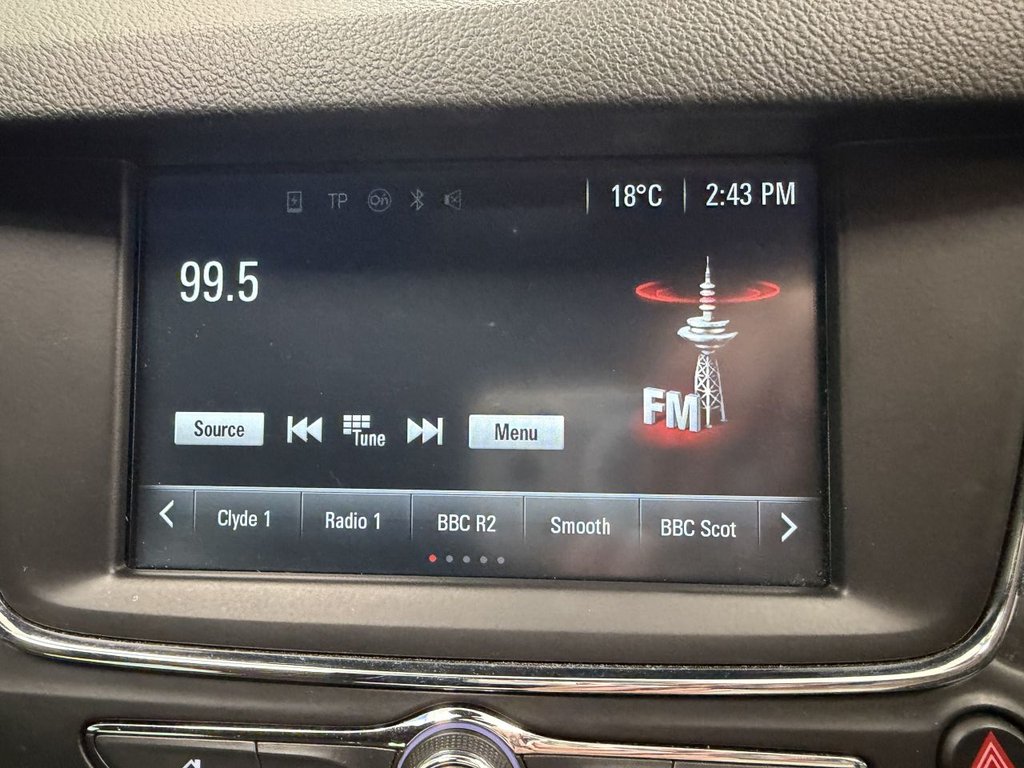 TP On 18°C 2:43 PM
99.5
FM
Source Tune Menu
Clyde 1 Radio 1 BBC R2 Smooth BBC Scot